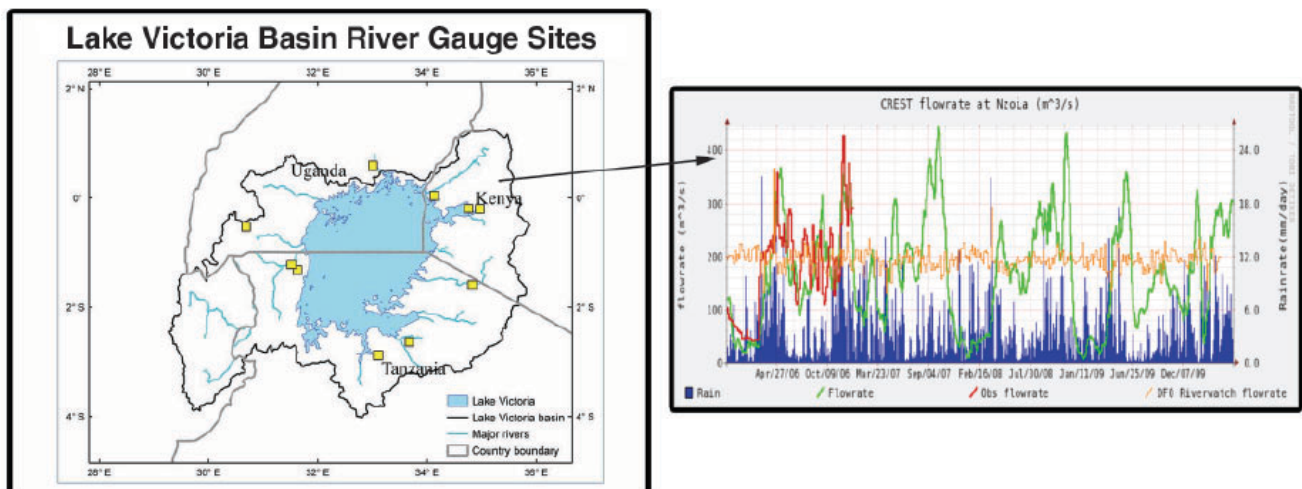 Lake Victoria Basin River Gauge Sites
28° E 30° E 32° E 34° E 36° E
2° N 2° N
Uganda
Kenya
0° 0°
2° S 2° S
Tanzania
Lake Victoria
Lake Victoria basin
Major rivers
Country boundary
4° S 4° S
28° E 30° E 32° E 34° E 36° E
CREST flowrate at NzoLa (m^3/s)
400 24.0
300 18.0
200 12.0
100 6.0
0 0.0
flowrate (m^3/s)
Rainrate(mm/day)
Apr/27/06 Oct/09/06 Mar/23/07 Sep/04/07 Feb/16/08 Jul/30/08 Jan/11/09 Jun/25/09 Dec/07/09
Rain Flowrate Obs flowrate DFO Riverwatch flowrate